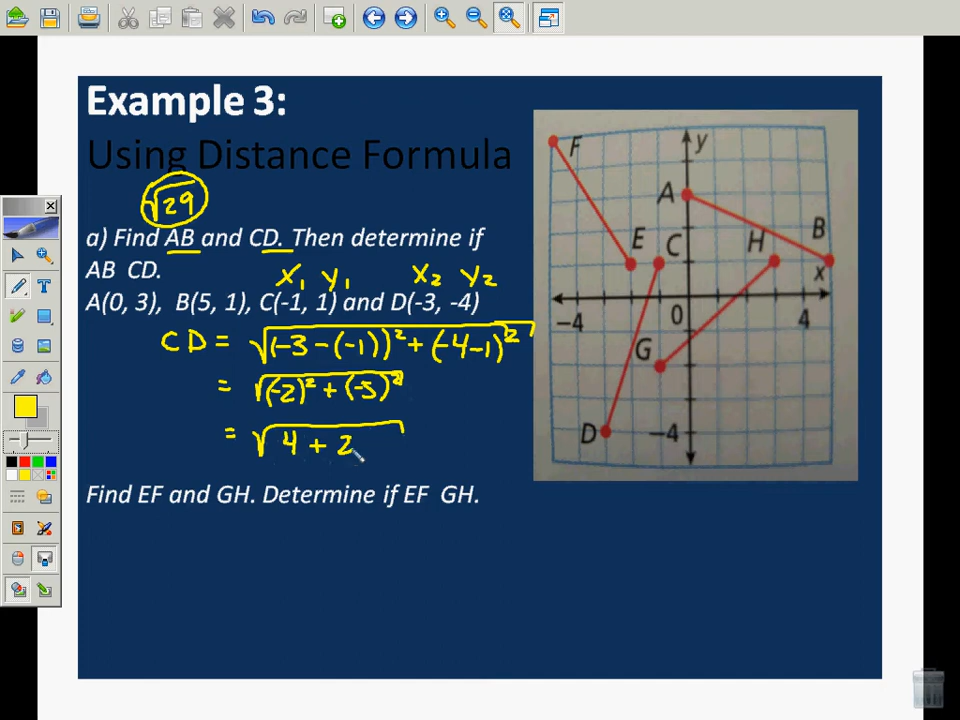 Example 3:
Using Distance Formula
√29
a) Find AB and CD. Then determine if
AB CD.
x₁ y₁ x₂ y₂
A(0, 3), B(5, 1), C(-1, 1) and D(-3, -4)
CD = √(-3-(-1))² + (-4-1)²
= √(-2)² + (-5)²
= √4 + 2
Find EF and GH. Determine if EF GH.
F
y
A
B
E
C
H
x
-4
0
4
G
D
-4
T